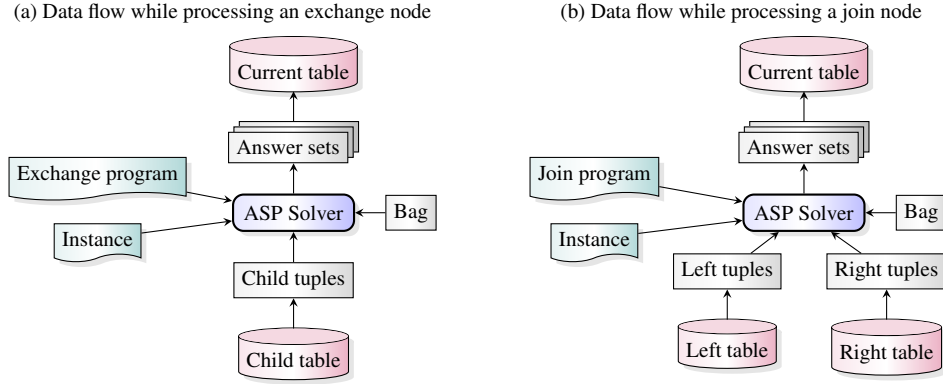 (a) Data flow while processing an exchange node
Current table
Answer sets
Exchange program
ASP Solver
Bag
Instance
Child tuples
Child table
(b) Data flow while processing a join node
Current table
Answer sets
Join program
ASP Solver
Bag
Instance
Left tuples
Right tuples
Left table
Right table